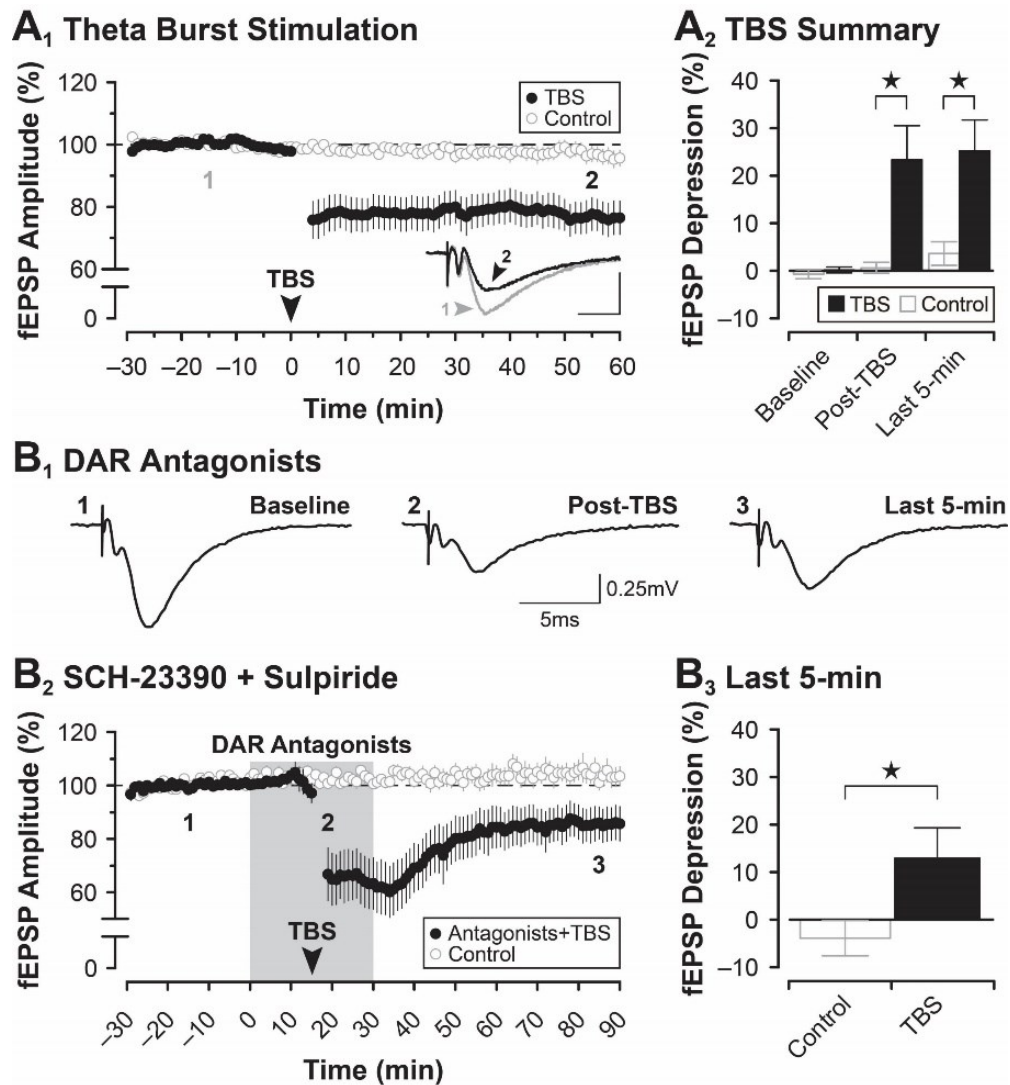 A1 Theta Burst Stimulation
fEPSP Amplitude (%)
120
100
80
60
0
TBS
Control
1
2
TBS
2
1
–30 –20 –10 0 10 20 30 40 50 60
Time (min)
A2 TBS Summary
fEPSP Depression (%)
40
30
20
10
0
–10
★ ★
TBS Control
Baseline
Post-TBS
Last 5-min
B1 DAR Antagonists
1 Baseline
2 Post-TBS
3 Last 5-min
0.25mV
5ms
B2 SCH-23390 + Sulpiride
fEPSP Amplitude (%)
120
100
80
60
0
DAR Antagonists
1 2
3
TBS
Antagonists+TBS
Control
–30 –20 –10 0 10 20 30 40 50 60 70 80 90
Time (min)
B3 Last 5-min
fEPSP Depression (%)
40
30
20
10
0
–10
★
Control
TBS